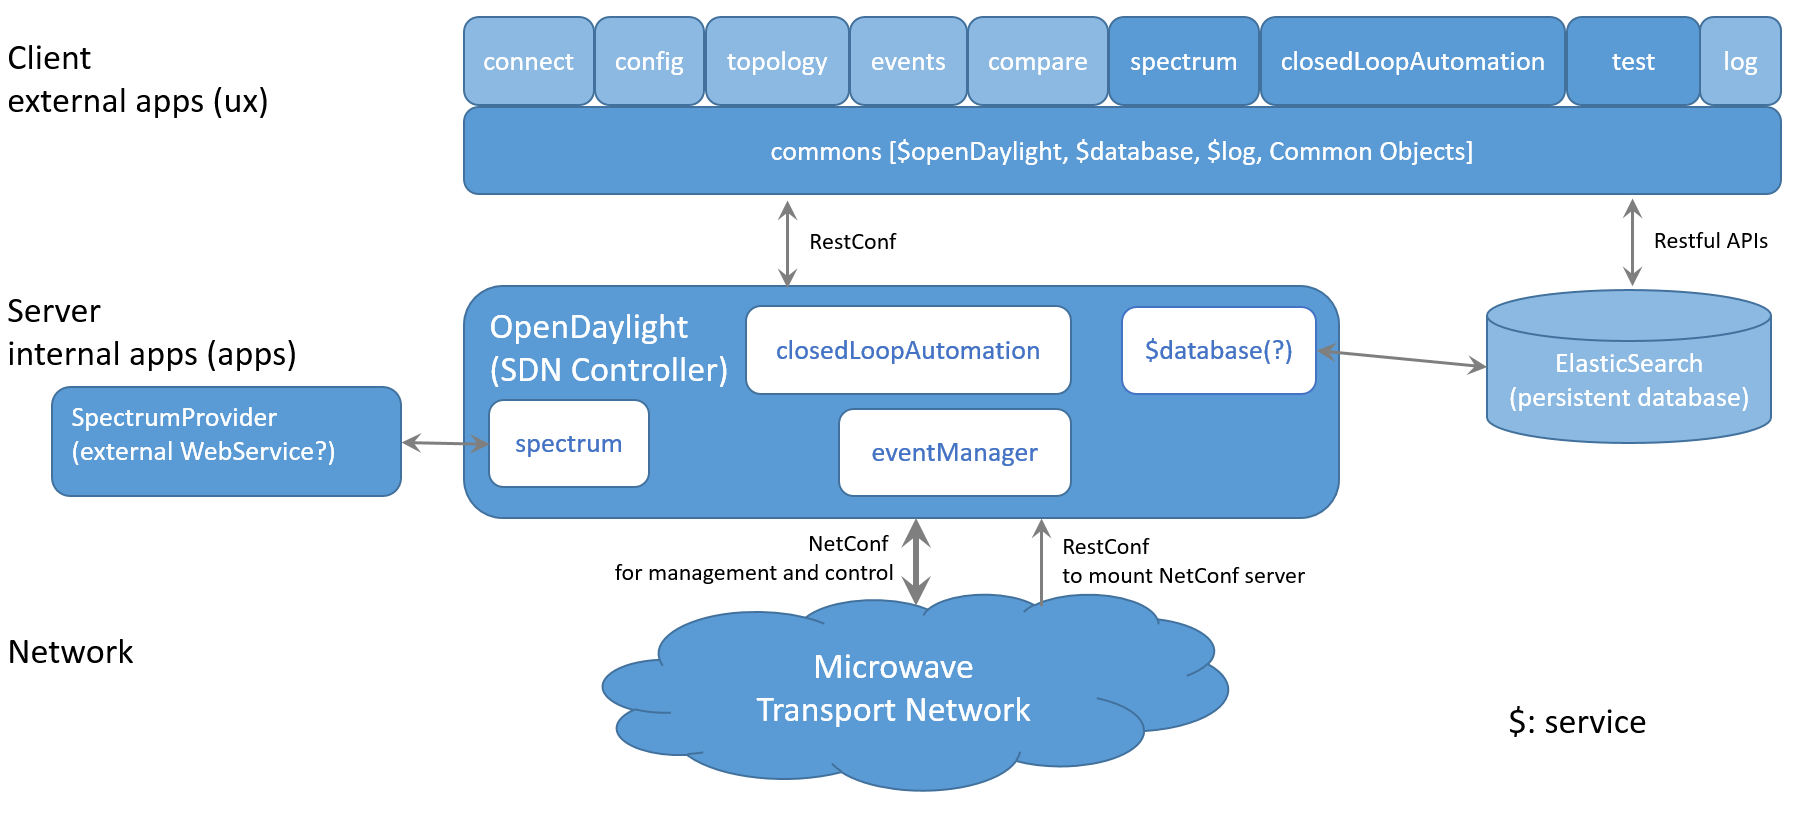 Client
external apps (ux)
connect
config
topology
events
compare
spectrum
closedLoopAutomation
test
log
commons [$openDaylight, $database, $log, Common Objects]
RestConf
Restful APIs
Server
internal apps (apps)
OpenDaylight
(SDN Controller)
closedLoopAutomation
$database(?)
ElasticSearch
(persistent database)
SpectrumProvider
(external WebService?)
spectrum
eventManager
NetConf
for management and control
RestConf
to mount NetConf server
Network
Microwave
Transport Network
$: service